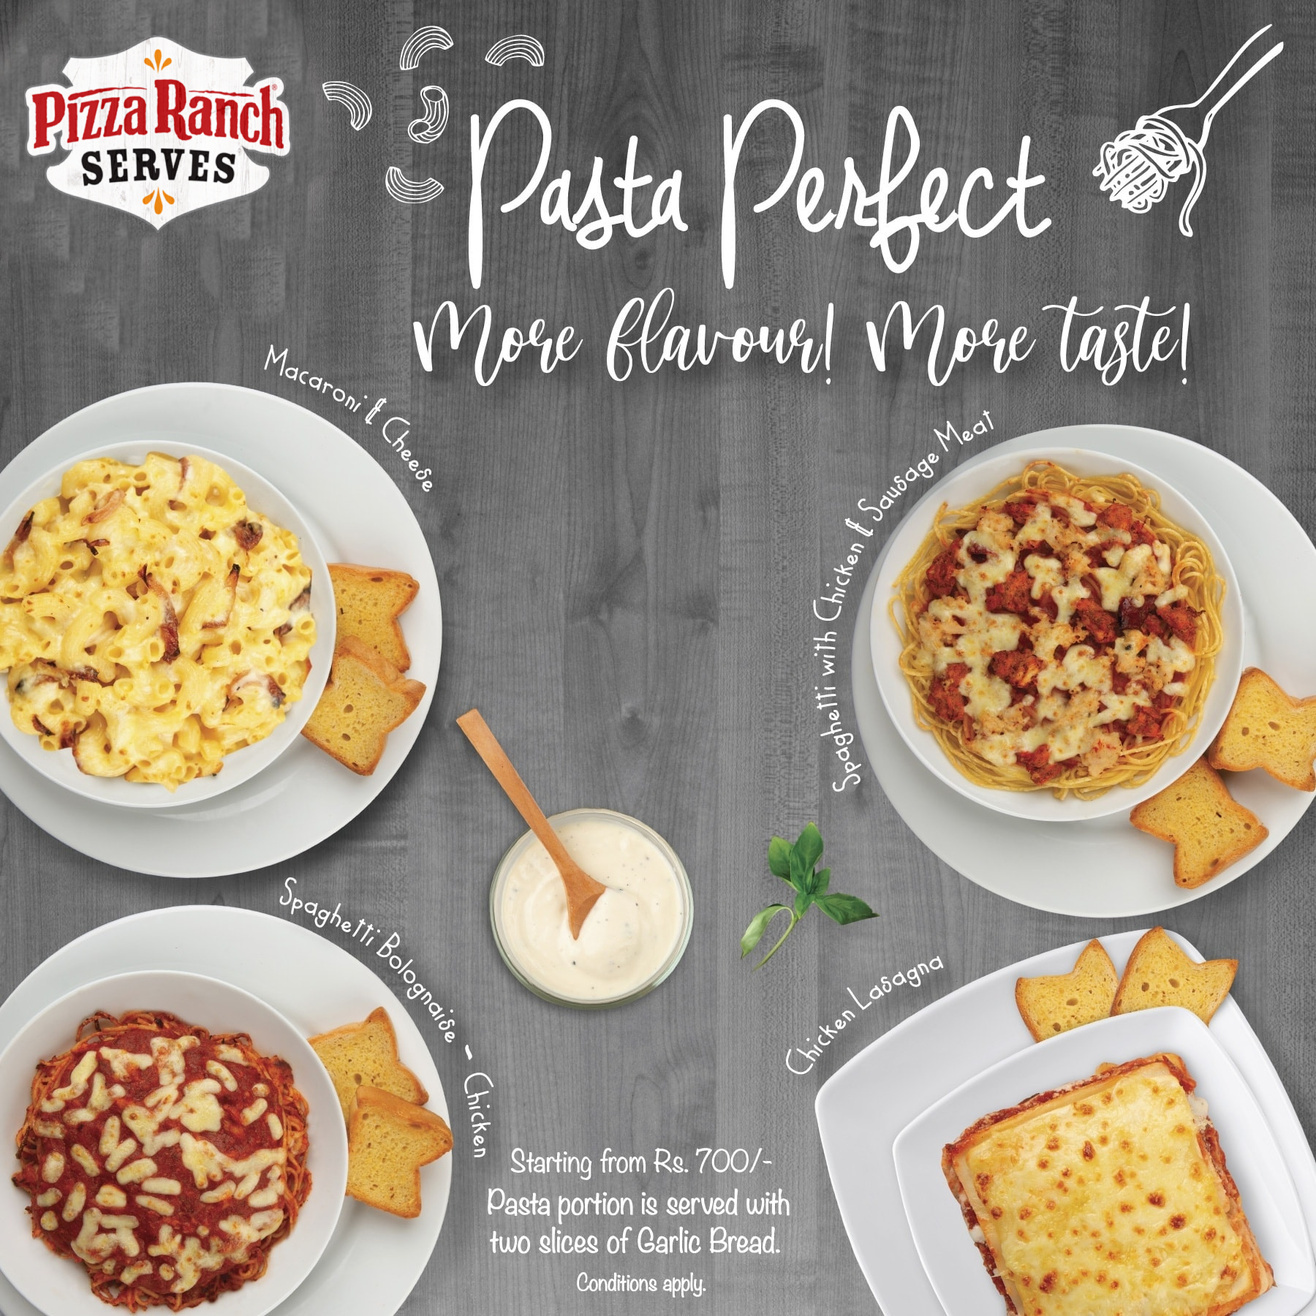 Pizza Ranch®
SERVES
Pasta Perfect
More flavour! More taste!
Macaroni & Cheese
Spaghetti with Chicken & Sausage Meat
Spaghetti Bolognaise - Chicken
Chicken Lasagna
Starting from Rs. 700/-
Pasta portion is served with
two slices of Garlic Bread.
Conditions apply.